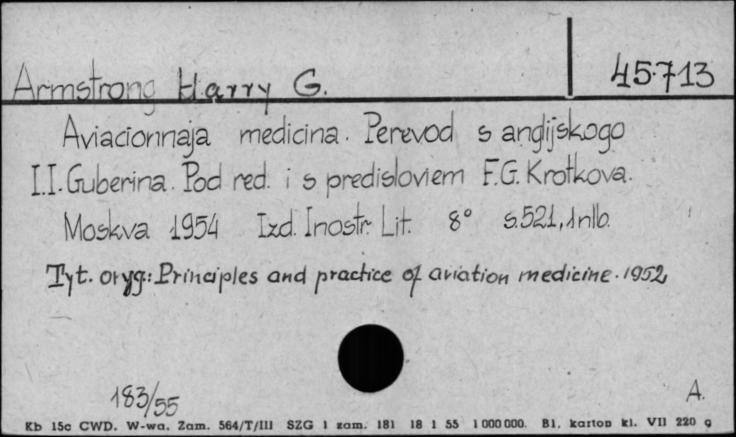 Armstrong Harry G. 45713
Aviacionnaja medicina. Perevod s anglijskogo
I.I. Guberina. Pod red. i s predisloviem F.G. Krotkova.
Moskva 1954 Izd. Inostr. Lit. 8° s. 521, 1 nlb.
Tyt. oryg.: Principles and practice of aviation medicine. 1952
183/55 A.
Kb 15c CWD. W-wa. Zam. 564/T/III SZG 1 zam. 181 18 1 55 1 000 000. Bl. karton kl. VII 220 g